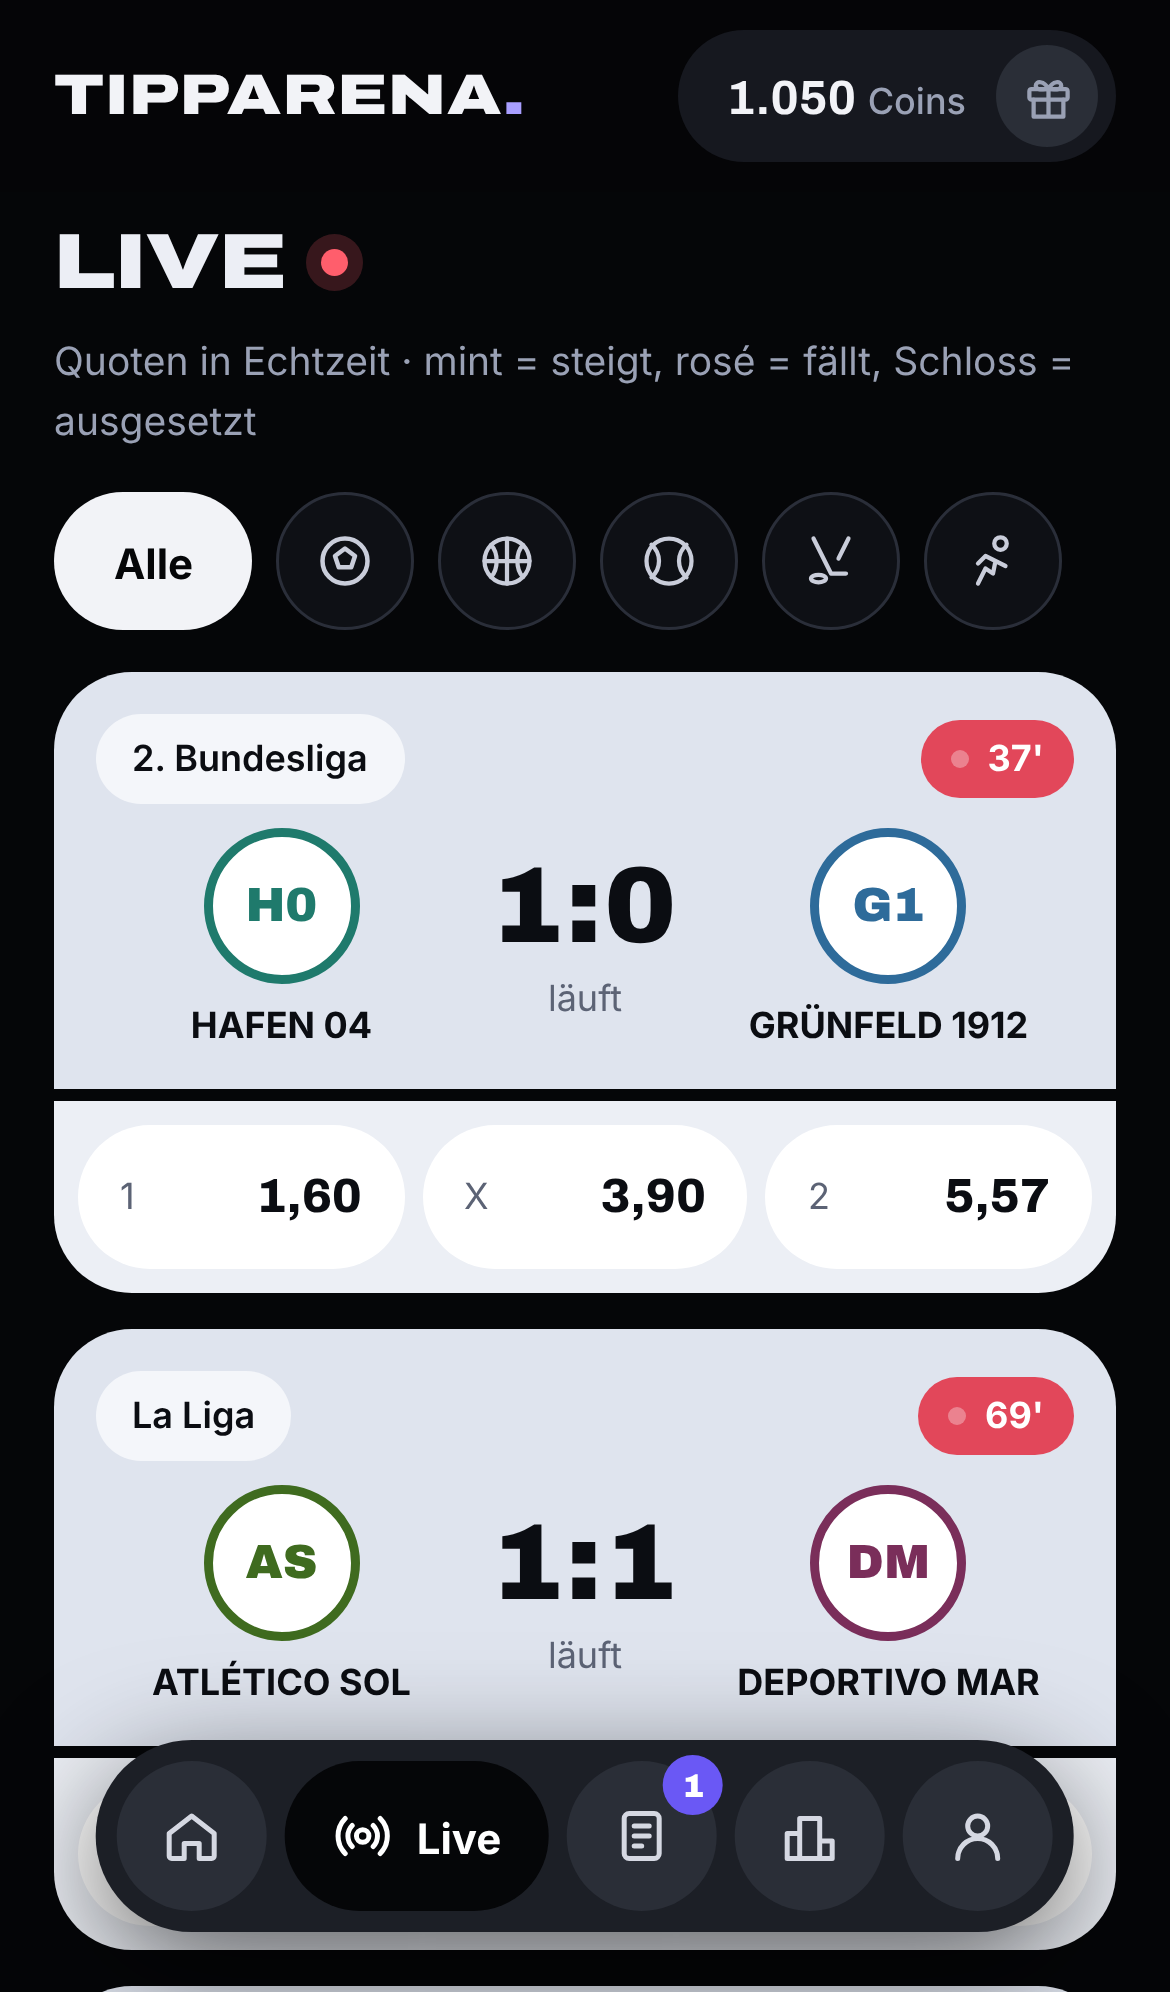 TIPPARENA.
1.050 Coins
LIVE
Quoten in Echtzeit · mint = steigt, rosé = fällt, Schloss =
ausgesetzt
Alle
2. Bundesliga
37'
H0
1:0
G1
läuft
HAFEN 04
GRÜNFELD 1912
1 1,60
X 3,90
2 5,57
La Liga
69'
AS
1:1
DM
läuft
ATLÉTICO SOL
DEPORTIVO MAR
1
Live